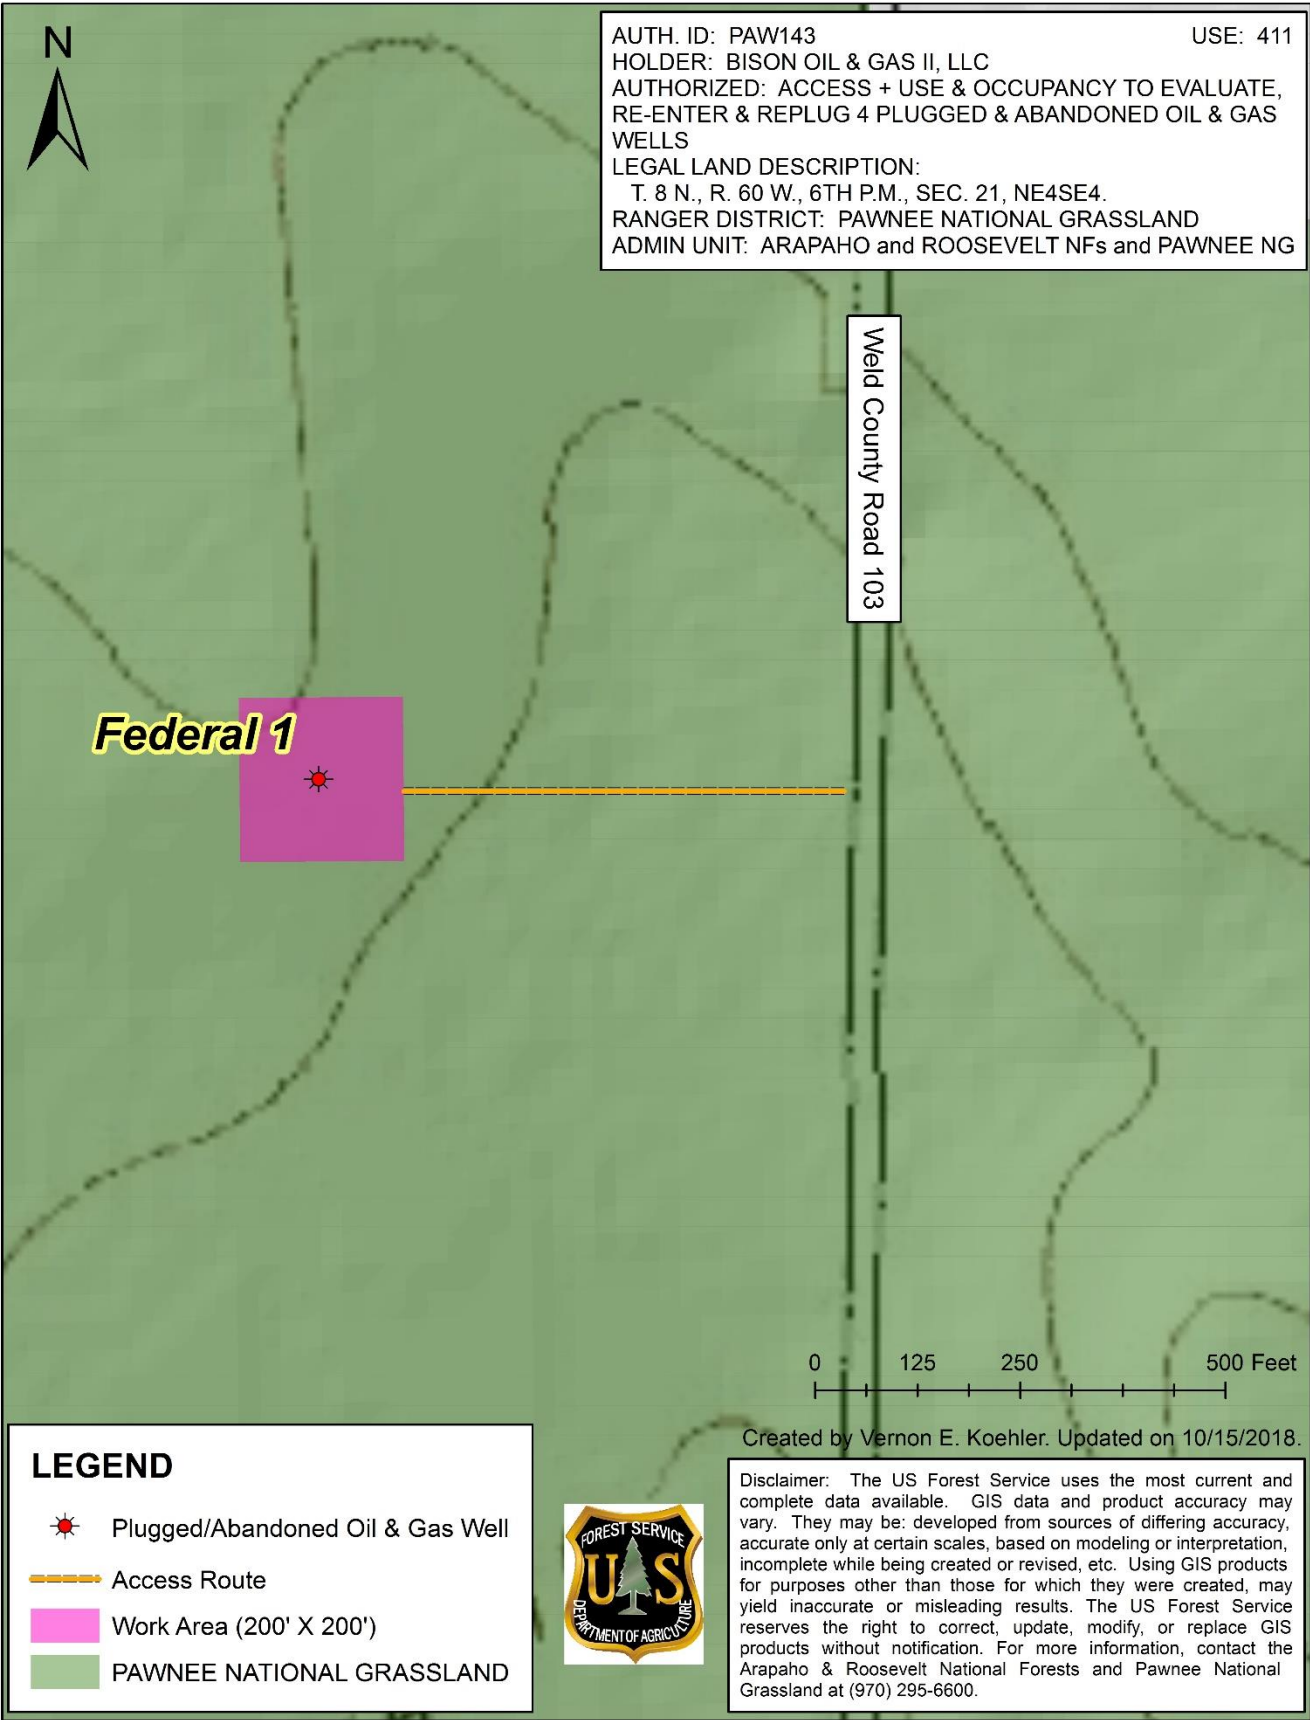 N
AUTH. ID: PAW143 USE: 411
HOLDER: BISON OIL & GAS II, LLC
AUTHORIZED: ACCESS + USE & OCCUPANCY TO EVALUATE,
RE-ENTER & REPLUG 4 PLUGGED & ABANDONED OIL & GAS
WELLS
LEGAL LAND DESCRIPTION:
T. 8 N., R. 60 W., 6TH P.M., SEC. 21, NE4SE4.
RANGER DISTRICT: PAWNEE NATIONAL GRASSLAND
ADMIN UNIT: ARAPAHO and ROOSEVELT NFs and PAWNEE NG
Weld County Road 103
Federal 1
0 125 250 500 Feet
Created by Vernon E. Koehler. Updated on 10/15/2018.
LEGEND
Plugged/Abandoned Oil & Gas Well
Access Route
Work Area (200' X 200')
PAWNEE NATIONAL GRASSLAND
FOREST SERVICE
U S
DEPARTMENT OF AGRICULTURE
Disclaimer: The US Forest Service uses the most current and
complete data available. GIS data and product accuracy may
vary. They may be: developed from sources of differing accuracy,
accurate only at certain scales, based on modeling or interpretation,
incomplete while being created or revised, etc. Using GIS products
for purposes other than those for which they were created, may
yield inaccurate or misleading results. The US Forest Service
reserves the right to correct, update, modify, or replace GIS
products without notification. For more information, contact the
Arapaho & Roosevelt National Forests and Pawnee National
Grassland at (970) 295-6600.